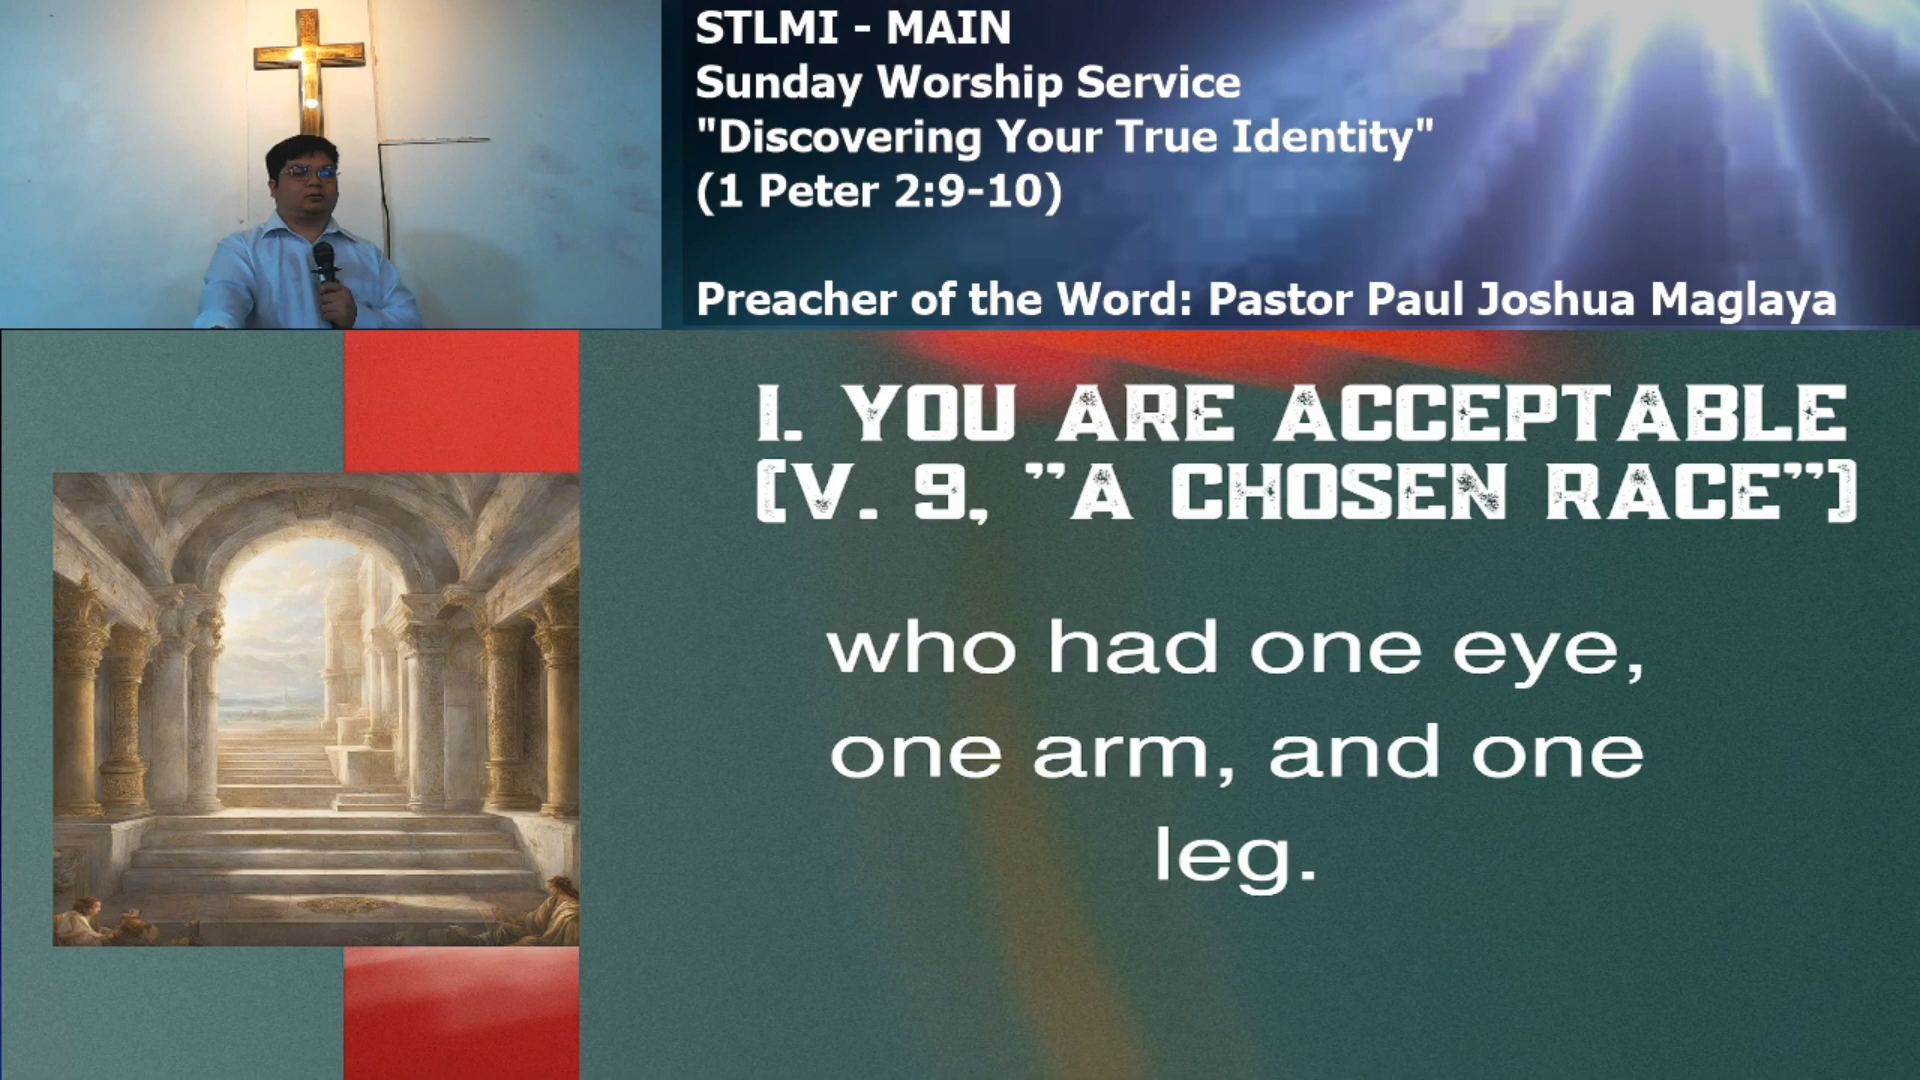 STLMI - MAIN
Sunday Worship Service
"Discovering Your True Identity"
(1 Peter 2:9-10)
Preacher of the Word: Pastor Paul Joshua Maglaya
I. YOU ARE ACCEPTABLE
(V. 9, ”A CHOSEN RACE”)
who had one eye,
one arm, and one
leg.